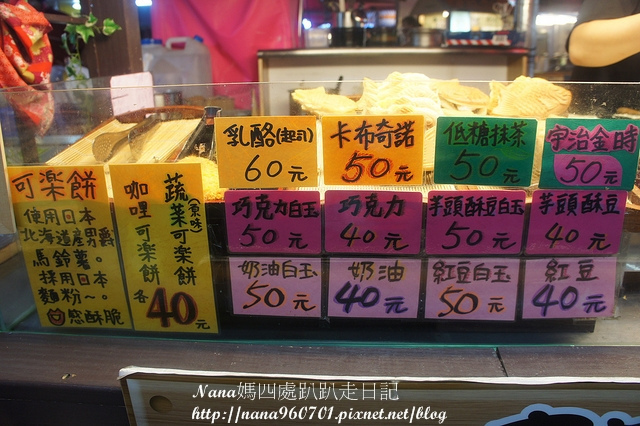 可樂餅
使用日本
北海道産男爵
馬鈴薯。
採用日本
麵粉~。
感酥脆
咖哩可樂餅
蔬菜可樂餅
(原味)
各40元
乳酪(起司)
60元
卡布奇諾
50元
低糖抹茶
50元
宇治金時
50元
巧克力白玉
50元
巧克力
40元
芋頭酥豆白玉
50元
芋頭酥豆
40元
奶油白玉
50元
奶油
40元
紅豆白玉
50元
紅豆
40元
Nana媽四處趴趴走日記
http://nana960701.pixnet.net/blog